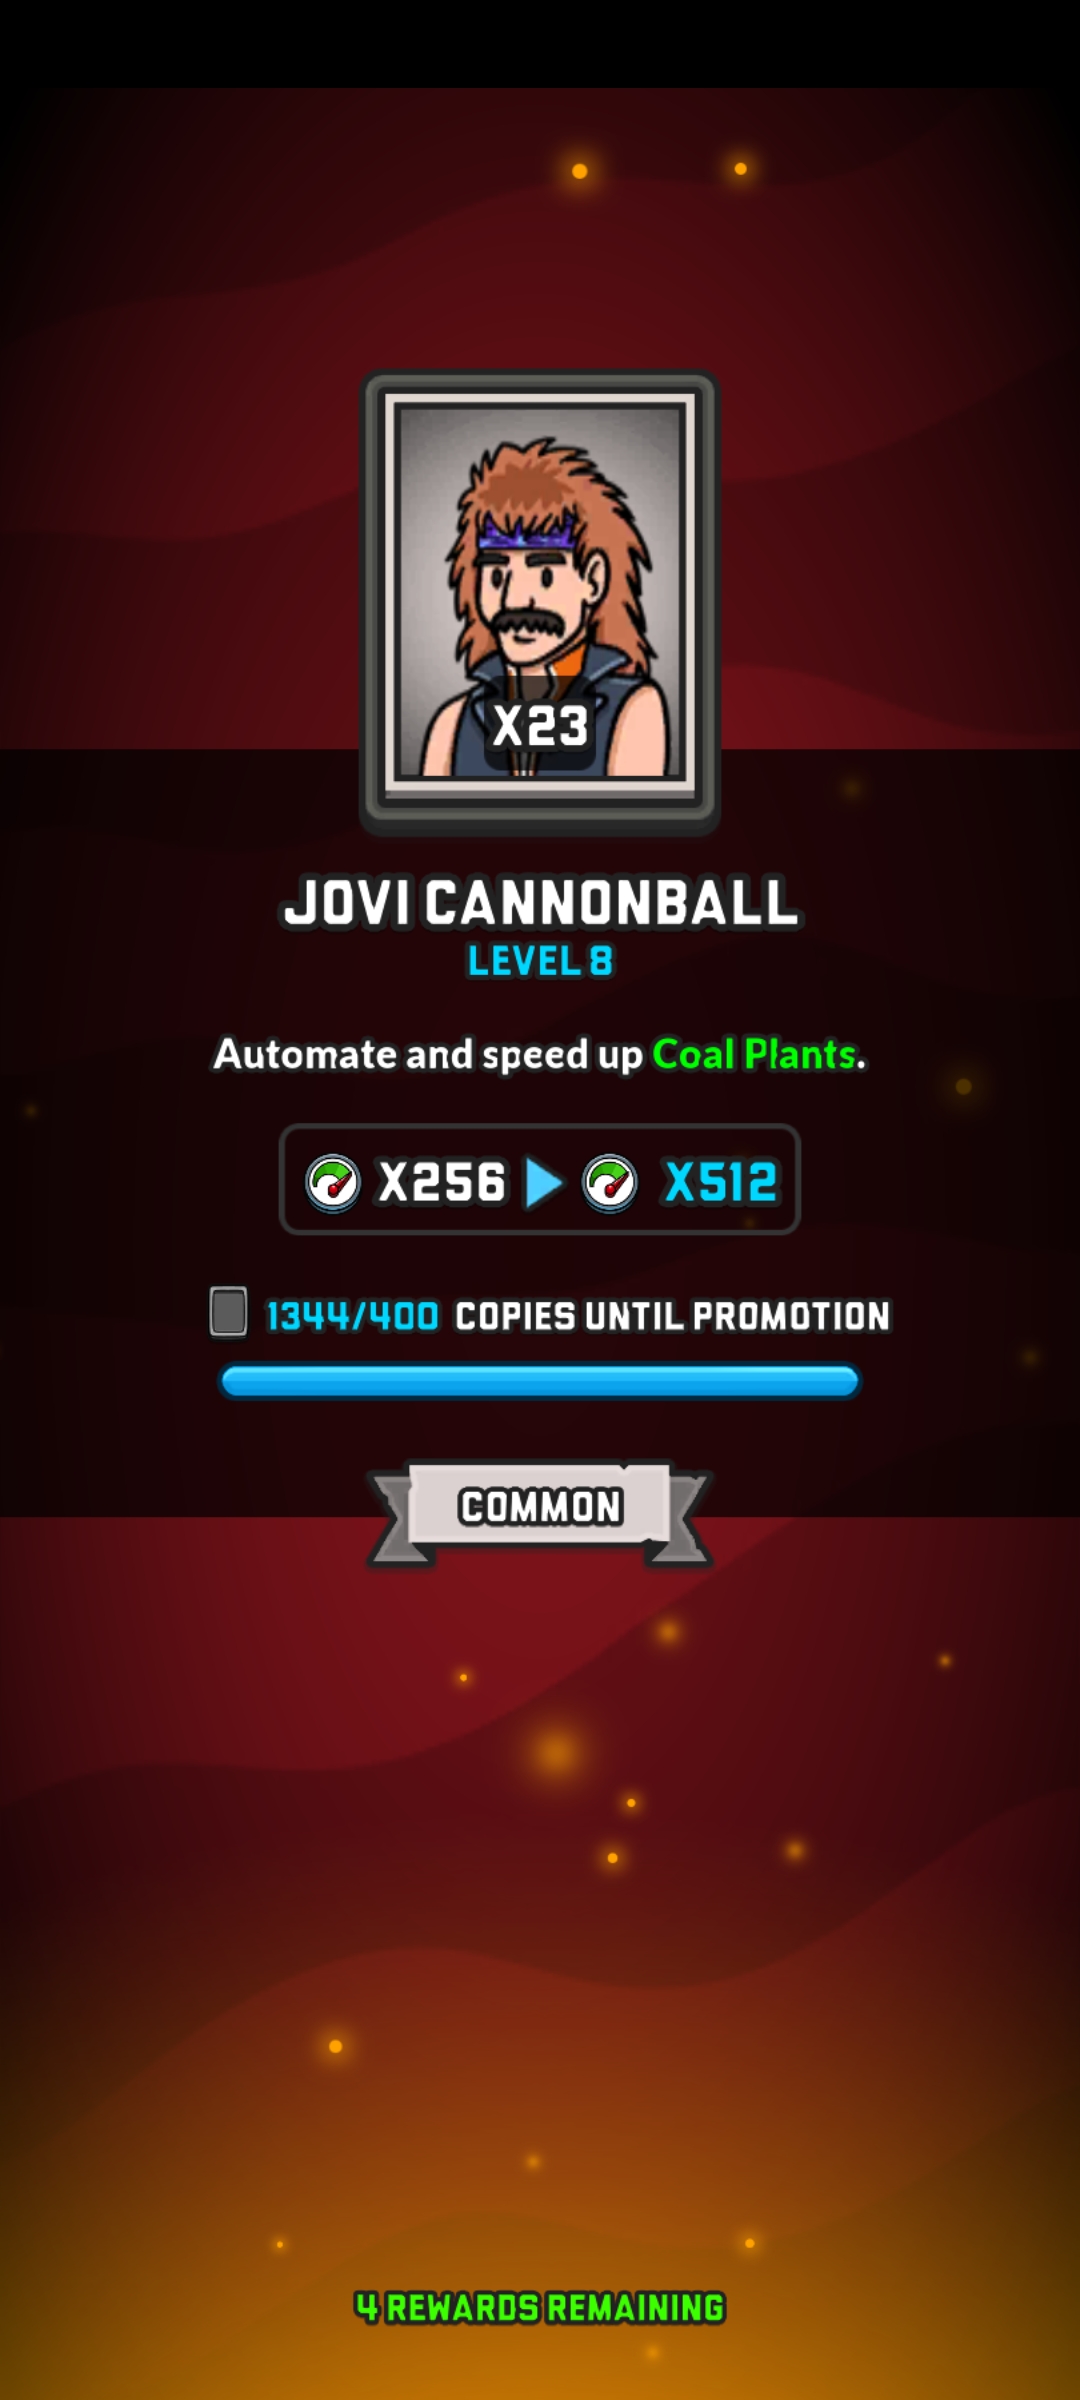 X23
JOVI CANNONBALL
LEVEL 8
Automate and speed up Coal Plants.
X256 X512
1344/400 COPIES UNTIL PROMOTION
COMMON
4 REWARDS REMAINING